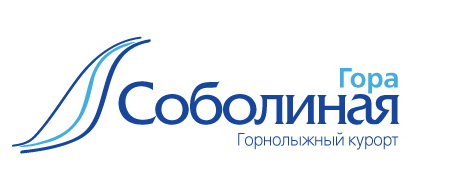 Гора
Соболиная
Горнолыжный курорт